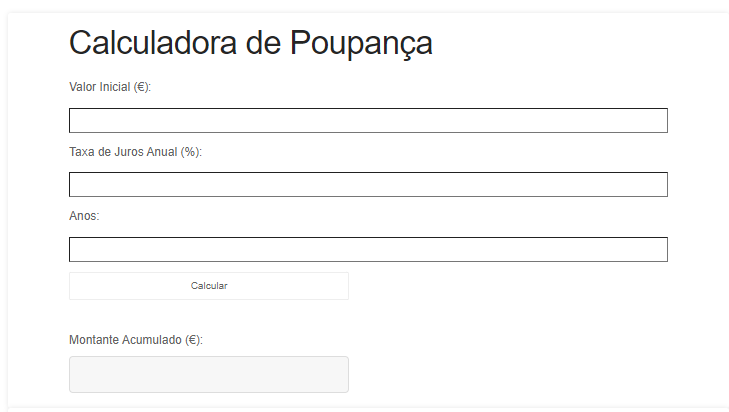 Calculadora de Poupança
Valor Inicial (€):
Taxa de Juros Anual (%):
Anos:
Calcular
Montante Acumulado (€):